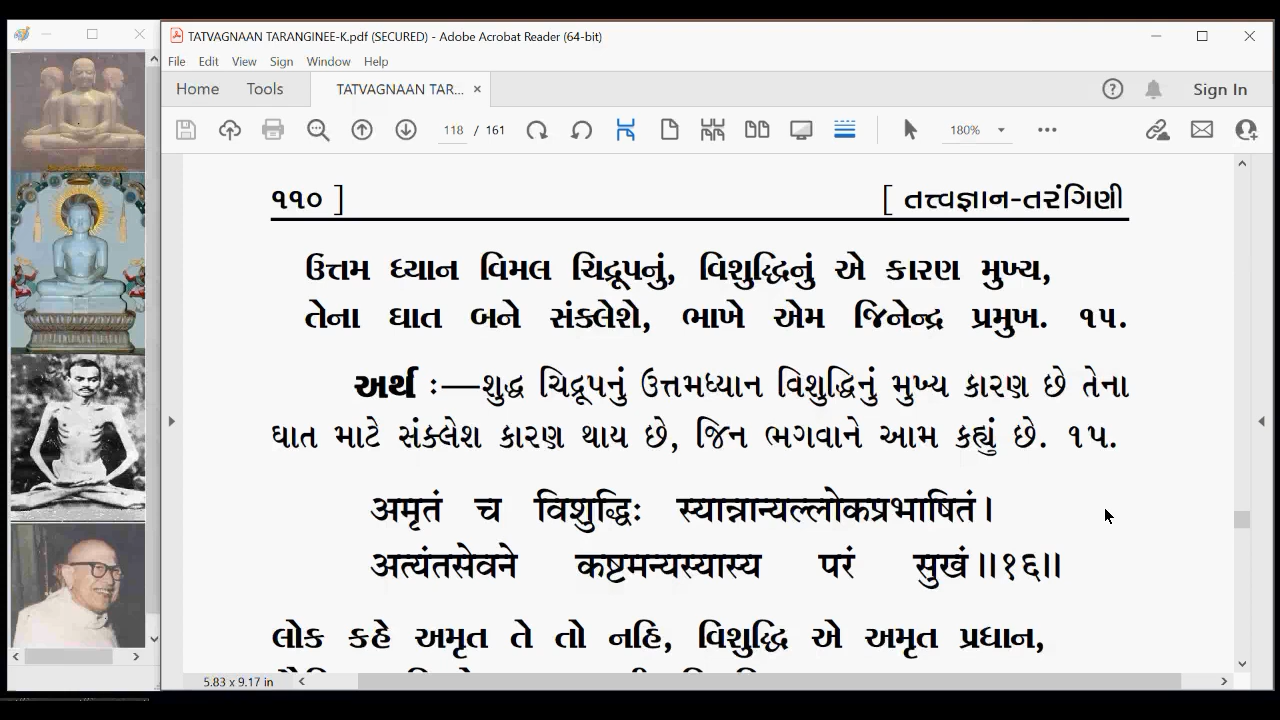 TATVAGNAAN TARANGINEE-K.pdf (SECURED) - Adobe Acrobat Reader (64-bit)
File Edit View Sign Window Help
Home Tools TATVAGNAAN TAR... × Sign In
118 / 161 180%
૧૧૦ ] [ તત્ત્વજ્ઞાન-તરંગિણી
ઉત્તમ ધ્યાન વિમલ ચિદ્રૂપનું, વિશુદ્ધિનું એ કારણ મુખ્ય,
તેના ઘાત બને સંક્લેશે, ભાખે એમ જિનેન્દ્ર પ્રમુખ. ૧૫.
અર્થ :—શુદ્ધ ચિદ્રૂપનું ઉત્તમધ્યાન વિશુદ્ધિનું મુખ્ય કારણ છે તેના
ઘાત માટે સંક્લેશ કારણ થાય છે, જિન ભગવાને આમ કહ્યું છે. ૧૫.
अमृतं च विशुद्धिः स्यान्नान्यल्लोकप्रभाषितं।
अत्यंतसेवने कष्टमन्यस्यास्य परं सुखं॥१६॥
લોક કહે અમૃત તે તો નહિ, વિશુદ્ધિ એ અમૃત પ્રધાન,
5.83 x 9.17 in